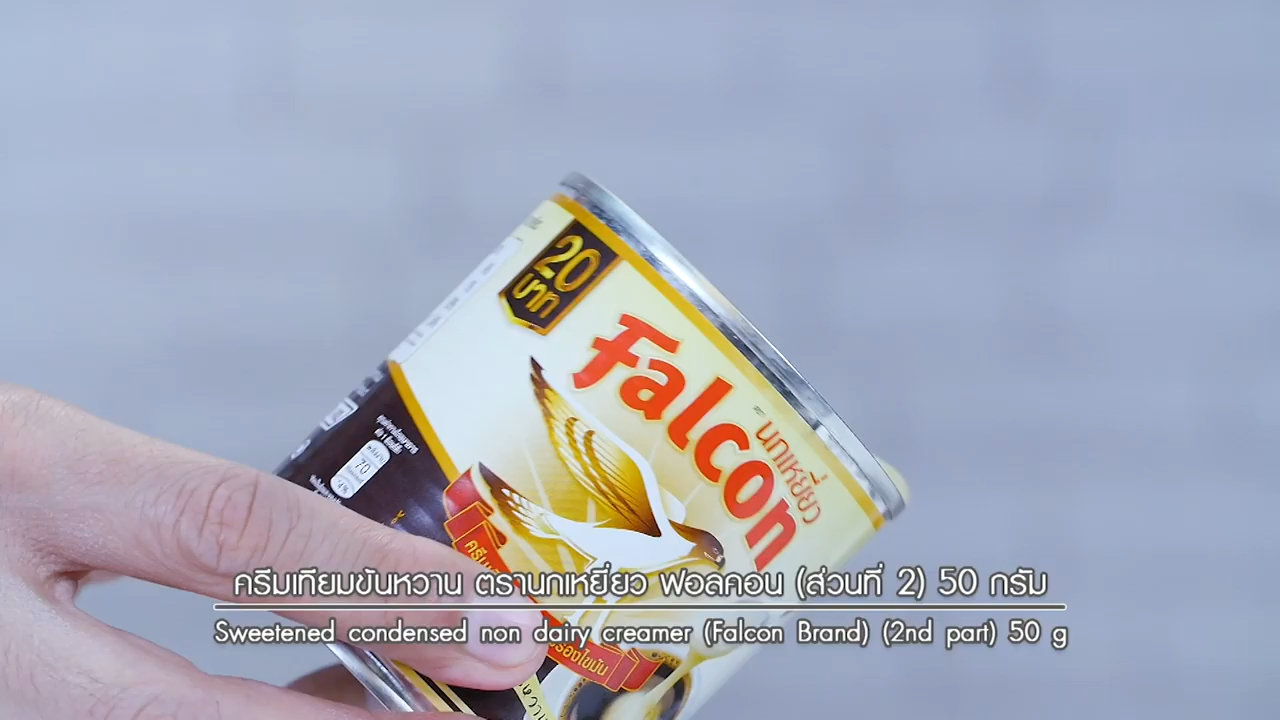 20
บาท
Falcon
นกเหยี่ยว
70
ครีมเทียมข้นหวาน ตรานกเหยี่ยว ฟอลคอน (ส่วนที่ 2) 50 กรัม
Sweetened condensed non dairy creamer (Falcon Brand) (2nd part) 50 g